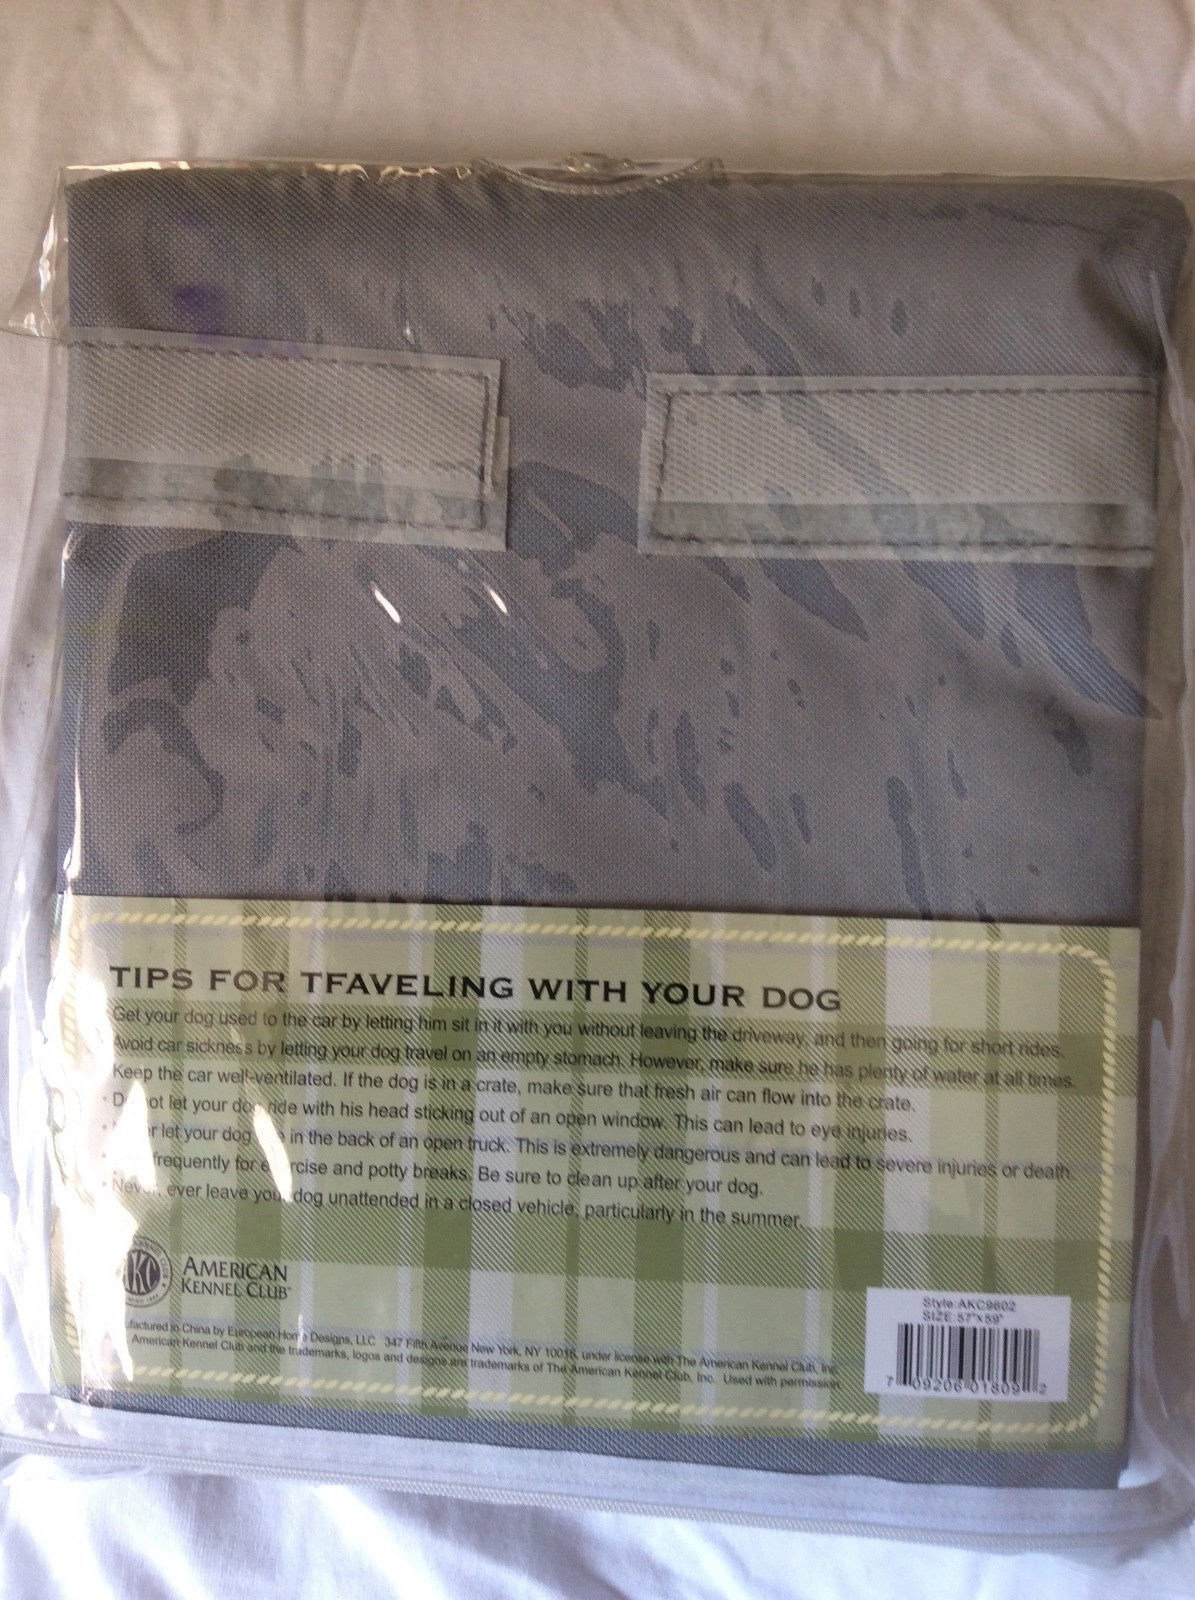 TIPS FOR TFAVELING WITH YOUR DOG
Get your dog used to the car by letting him sit in it with you without leaving the driveway, and then going for short rides.
Avoid car sickness by letting your dog travel on an empty stomach. However, make sure he has plenty of water at all times.
Keep the car well-ventilated. If the dog is in a crate, make sure that fresh air can flow into the crate.
· Do not let your dog ride with his head sticking out of an open window. This can lead to eye injuries.
· let your dog in the back of an open truck. This is extremely dangerous and can lead to severe injuries or death.
frequently for exercise and potty breaks. Be sure to clean up after your dog.
· Never, ever leave your dog unattended in a closed vehicle, particularly in the summer.
AKC
AMERICAN
KENNEL CLUB
Style:AKC9602
SIZE:57"X59"
7 09206 01809 2
ufactured in China by European Home Designs, LLC 347 Fifth Avenue New York, NY 10016, under license with The American Kennel Club, Inc.
American Kennel Club and the trademarks, logos and designs are trademarks of The American Kennel Club, Inc. Used with permission